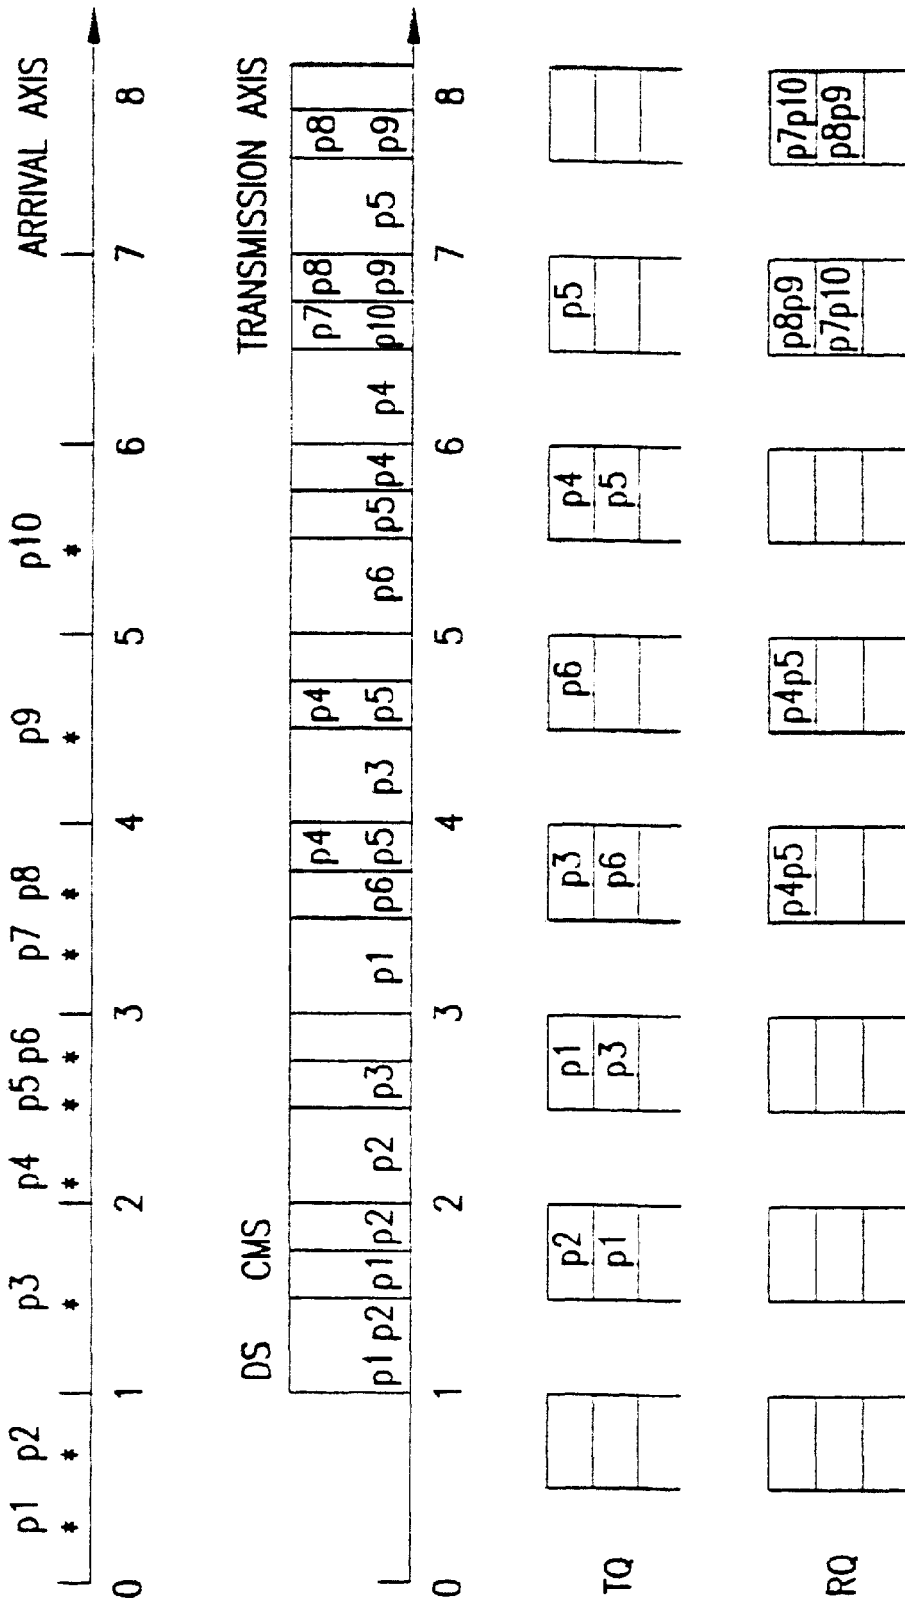 p1 p2 p3 p4 p5 p6 p7 p8 p9 p10 ARRIVAL AXIS
* * * * * * * * * *
0 1 2 3 4 5 6 7 8
DS CMS TRANSMISSION AXIS
p4 p4 p7 p8 p8
p1 p2 p1 p2 p2 p3 p1 p6 p5 p3 p5 p6 p5 p4 p4 p10 p9 p5 p9
0 1 2 3 4 5 6 7 8
TQ
p2 p1 p3 p6 p4 p5
p1 p3 p6 p5
RQ
p4p5 p4p5 p8p9 p7p10
p7p10 p8p9